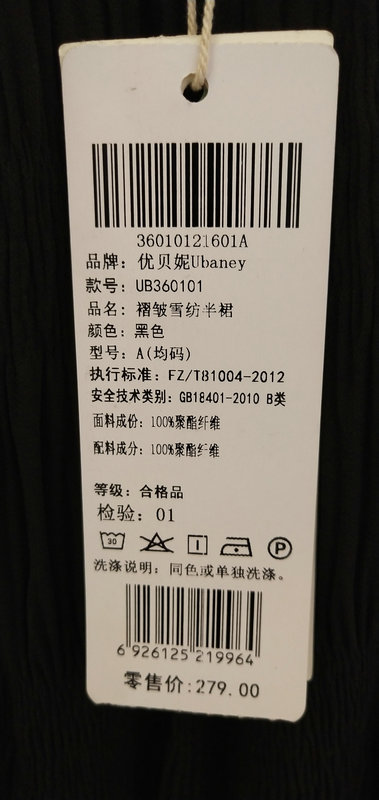 36010121601A
品牌: 优贝妮Ubaney
款号: UB360101
品名: 褶皱雪纺半裙
颜色: 黑色
型号: A(均码)
执行标准: FZ/T81004-2012
安全技术类别: GB18401-2010 B类
面料成份: 100%聚酯纤维
配料成分: 100%聚酯纤维
等级: 合格品
检验: 01
30 P
洗涤说明: 同色或单独洗涤。
6 926125 219964
零售价:279.00